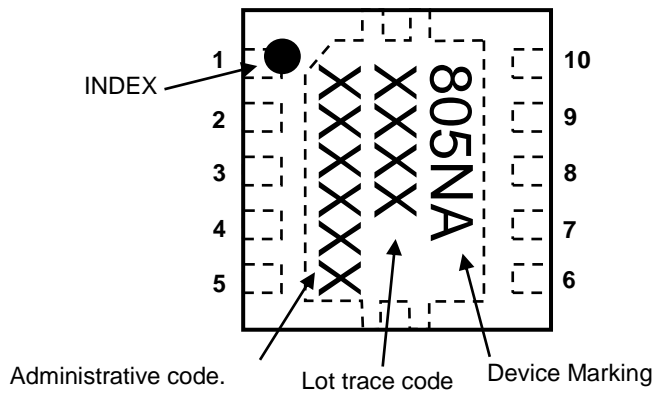 INDEX
1
2
3
4
5
10
9
8
7
6
805NA
XXXX
XXXXXX
Administrative code.
Lot trace code
Device Marking